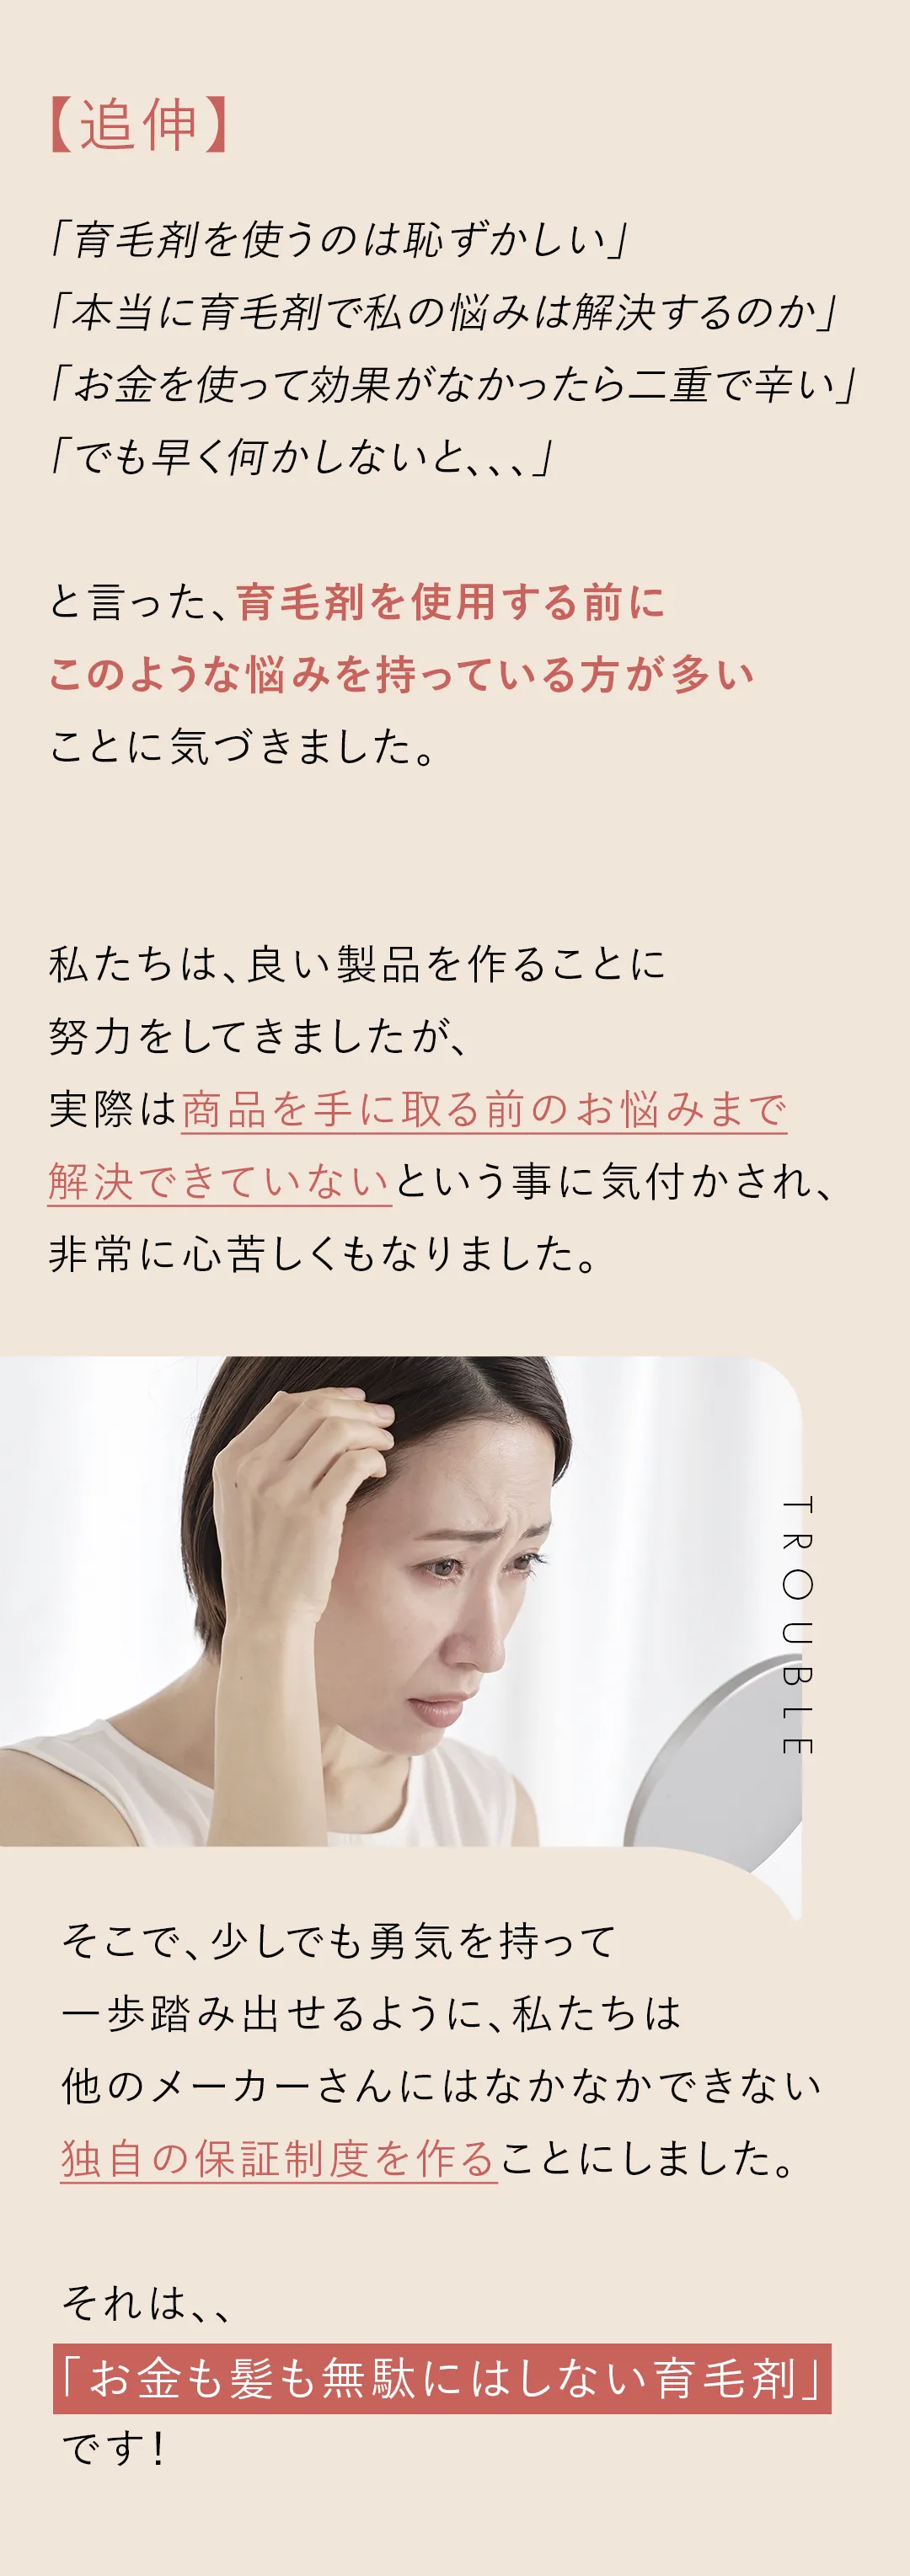 【追伸】
「育毛剤を使うのは恥ずかしい」
「本当に育毛剤で私の悩みは解決するのか」
「お金を使って効果がなかったら二重で辛い」
「でも早く何かしないと、、、」
と言った、育毛剤を使用する前に
このような悩みを持っている方が多い
ことに気づきました。
私たちは、良い製品を作ることに
努力をしてきましたが、
実際は商品を手に取る前のお悩みまで
解決できていないという事に気付かされ、
非常に心苦しくもなりました。
TROUBLE
そこで、少しでも勇気を持って
一歩踏み出せるように、私たちは
他のメーカーさんにはなかなかできない
独自の保証制度を作ることにしました。
それは、、
「お金も髪も無駄にはしない育毛剤」
です！